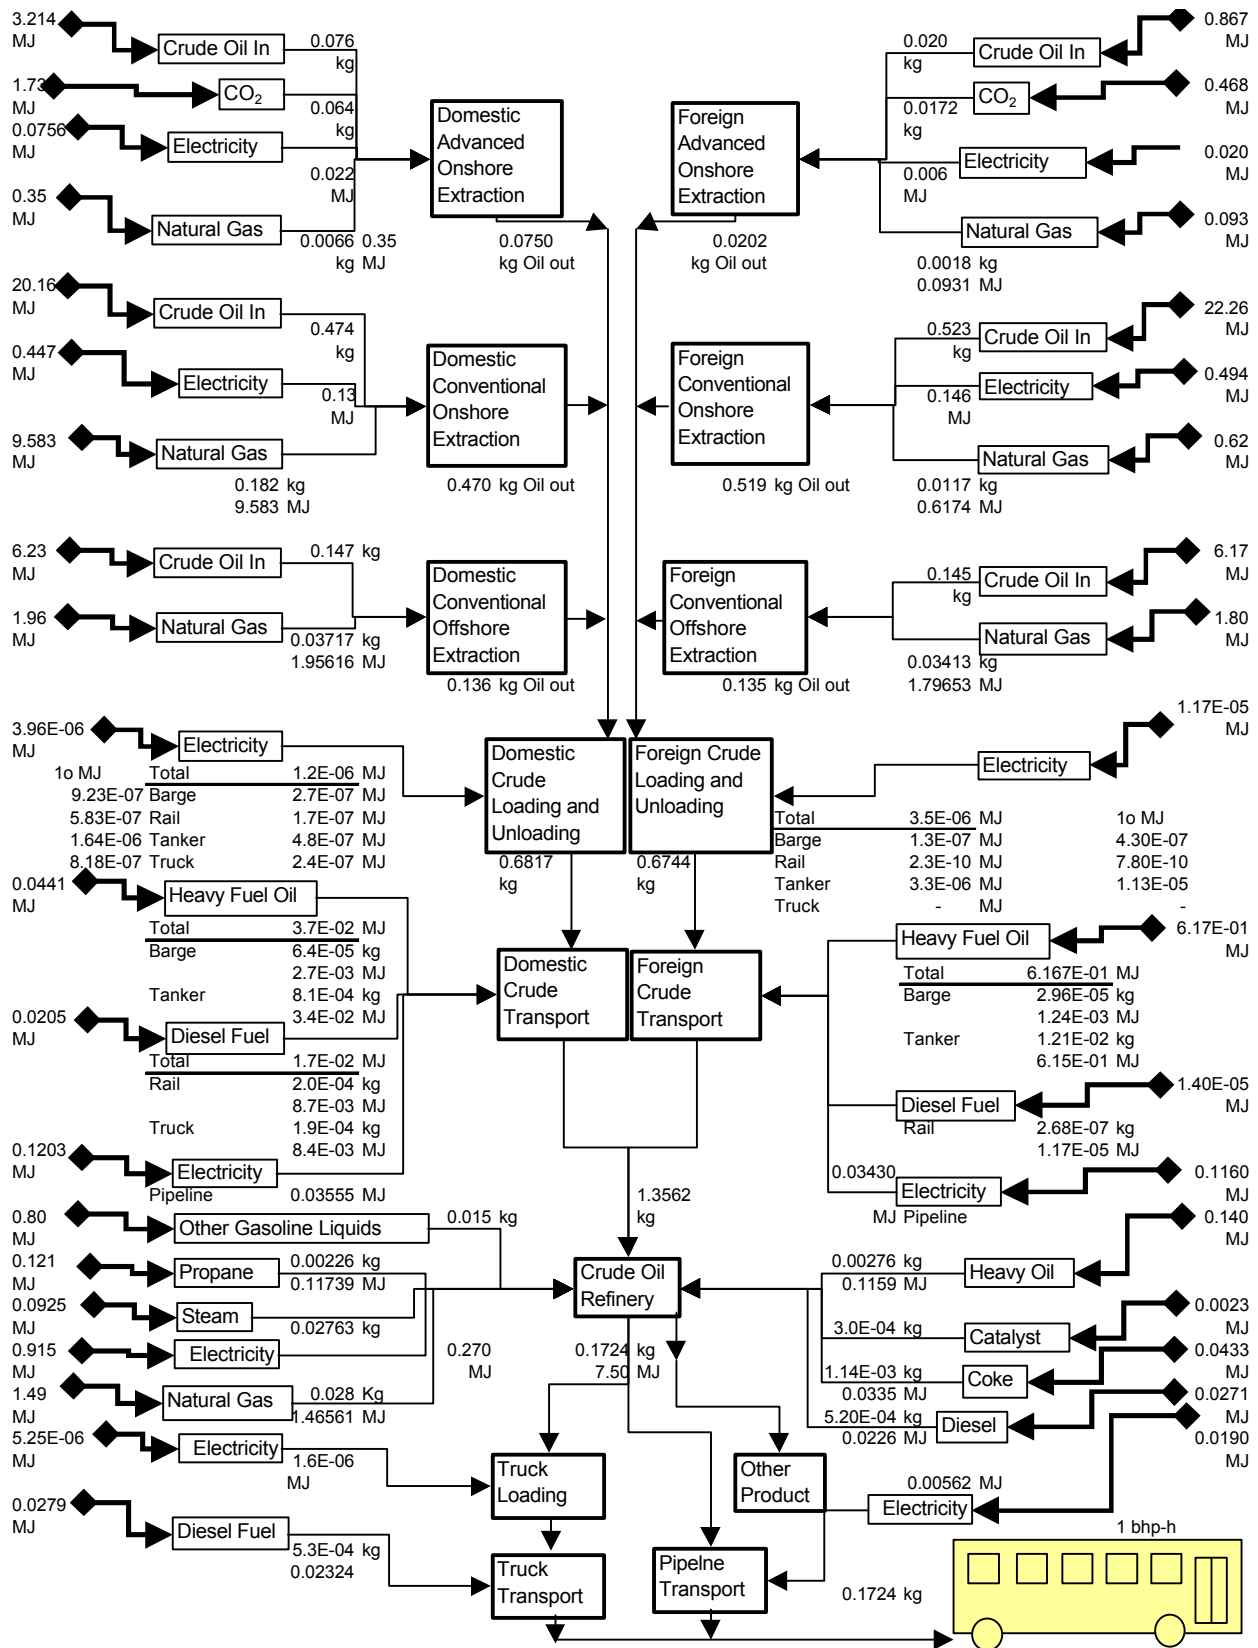 3.214
MJ
Crude Oil In
0.076
kg
1.73
MJ
CO2
0.064
kg
0.0756
MJ
Electricity
0.022
MJ
0.35
MJ
Natural Gas
0.0066 0.35
kg MJ
Domestic
Advanced
Onshore
Extraction
0.0750
kg Oil out
Foreign
Advanced
Onshore
Extraction
0.0202
kg Oil out
0.020
kg
Crude Oil In
0.867
MJ
CO2
0.0172
kg
0.468
MJ
Electricity
0.006
MJ
0.020
MJ
Natural Gas
0.0018 kg
0.0931 MJ
0.093
MJ
20.16
MJ
Crude Oil In
0.474
kg
0.447
MJ
Electricity
0.13
MJ
9.583
MJ
Natural Gas
0.182 kg
9.583 MJ
Domestic
Conventional
Onshore
Extraction
0.470 kg Oil out
Foreign
Conventional
Onshore
Extraction
0.519 kg Oil out
0.523
kg
Crude Oil In
22.26
MJ
Electricity
0.146
MJ
0.494
MJ
Natural Gas
0.0117 kg
0.6174 MJ
0.62
MJ
6.23
MJ
Crude Oil In
0.147 kg
1.96
MJ
Natural Gas
0.03717 kg
1.95616 MJ
Domestic
Conventional
Offshore
Extraction
0.136 kg Oil out
Foreign
Conventional
Offshore
Extraction
0.135 kg Oil out
0.145
kg
Crude Oil In
6.17
MJ
Natural Gas
0.03413 kg
1.79653 MJ
1.80
MJ
3.96E-06
MJ
Electricity
1o MJ Total 1.2E-06 MJ
9.23E-07 Barge 2.7E-07 MJ
5.83E-07 Rail 1.7E-07 MJ
1.64E-06 Tanker 4.8E-07 MJ
8.18E-07 Truck 2.4E-07 MJ
Domestic
Crude
Loading and
Unloading
0.6817
kg
Foreign Crude
Loading and
Unloading
0.6744
kg
Electricity
1.17E-05
MJ
Total 3.5E-06 MJ 1o MJ
Barge 1.3E-07 MJ 4.30E-07
Rail 2.3E-10 MJ 7.80E-10
Tanker 3.3E-06 MJ 1.13E-05
Truck - MJ -
0.0441
MJ
Heavy Fuel Oil
Total 3.7E-02 MJ
Barge 6.4E-05 kg
2.7E-03 MJ
Tanker 8.1E-04 kg
3.4E-02 MJ
0.0205
MJ
Diesel Fuel
Total 1.7E-02 MJ
Rail 2.0E-04 kg
8.7E-03 MJ
Truck 1.9E-04 kg
8.4E-03 MJ
0.1203
MJ
Electricity
Pipeline 0.03555 MJ
Domestic
Crude
Transport
Foreign
Crude
Transport
Heavy Fuel Oil
6.17E-01
MJ
Total 6.167E-01 MJ
Barge 2.96E-05 kg
1.24E-03 MJ
Tanker 1.21E-02 kg
6.15E-01 MJ
Diesel Fuel
1.40E-05
MJ
Rail 2.68E-07 kg
1.17E-05 MJ
0.03430
MJ Pipeline
Electricity
0.1160
MJ
1.3562
kg
0.80
MJ
Other Gasoline Liquids
0.015 kg
0.121
MJ
Propane
0.00226 kg
0.11739 MJ
0.0925
MJ
Steam
0.02763 kg
0.915
MJ
Electricity
0.270
MJ
1.49
MJ
Natural Gas
0.028 Kg
1.46561 MJ
Crude Oil
Refinery
0.1724 kg
7.50 MJ
0.00276 kg
0.1159 MJ
Heavy Oil
0.140
MJ
3.0E-04 kg
Catalyst
0.0023
MJ
1.14E-03 kg
0.0335 MJ
Coke
0.0433
MJ
5.20E-04 kg
0.0226 MJ
Diesel
0.0271
MJ
0.0190
MJ
5.25E-06
MJ
Electricity
1.6E-06
MJ
Truck
Loading
Other
Product
0.00562 MJ
Electricity
0.0279
MJ
Diesel Fuel
5.3E-04 kg
0.02324
Truck
Transport
Pipelne
Transport
0.1724 kg
1 bhp-h